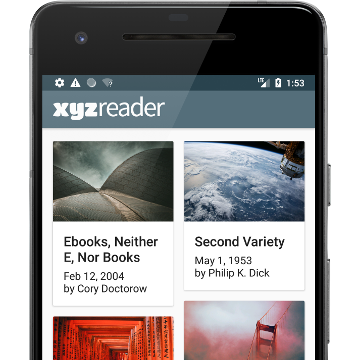 LTE 1:53
xyzreader
Ebooks, Neither
E, Nor Books
Feb 12, 2004
by Cory Doctorow
Second Variety
May 1, 1953
by Philip K. Dick